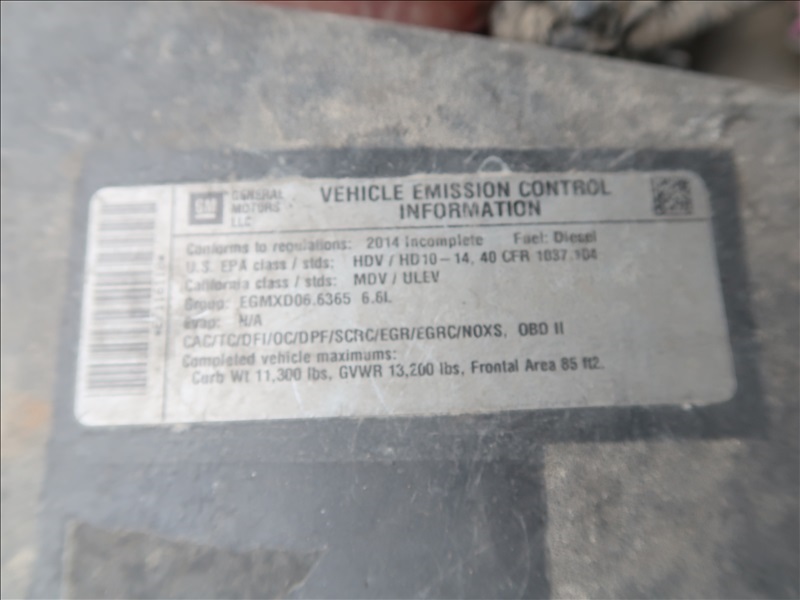 GM
GENERAL
MOTORS
LLC
VEHICLE EMISSION CONTROL
INFORMATION
Conforms to regulations: 2014 Incomplete Fuel: Diesel
U.S. EPA class / stds: HDV / HD10-14, 40 CFR 1037.104
California class / stds: MDV / ULEV
Group: EGMXD06.6365 6.6L
Evap: N/A
CAC/TC/DFI/OC/DPF/SCRC/EGR/EGRC/NOXS, OBD II
Completed vehicle maximums:
Curb Wt 11,300 lbs, GVWR 13,200 lbs, Frontal Area 85 ft2.